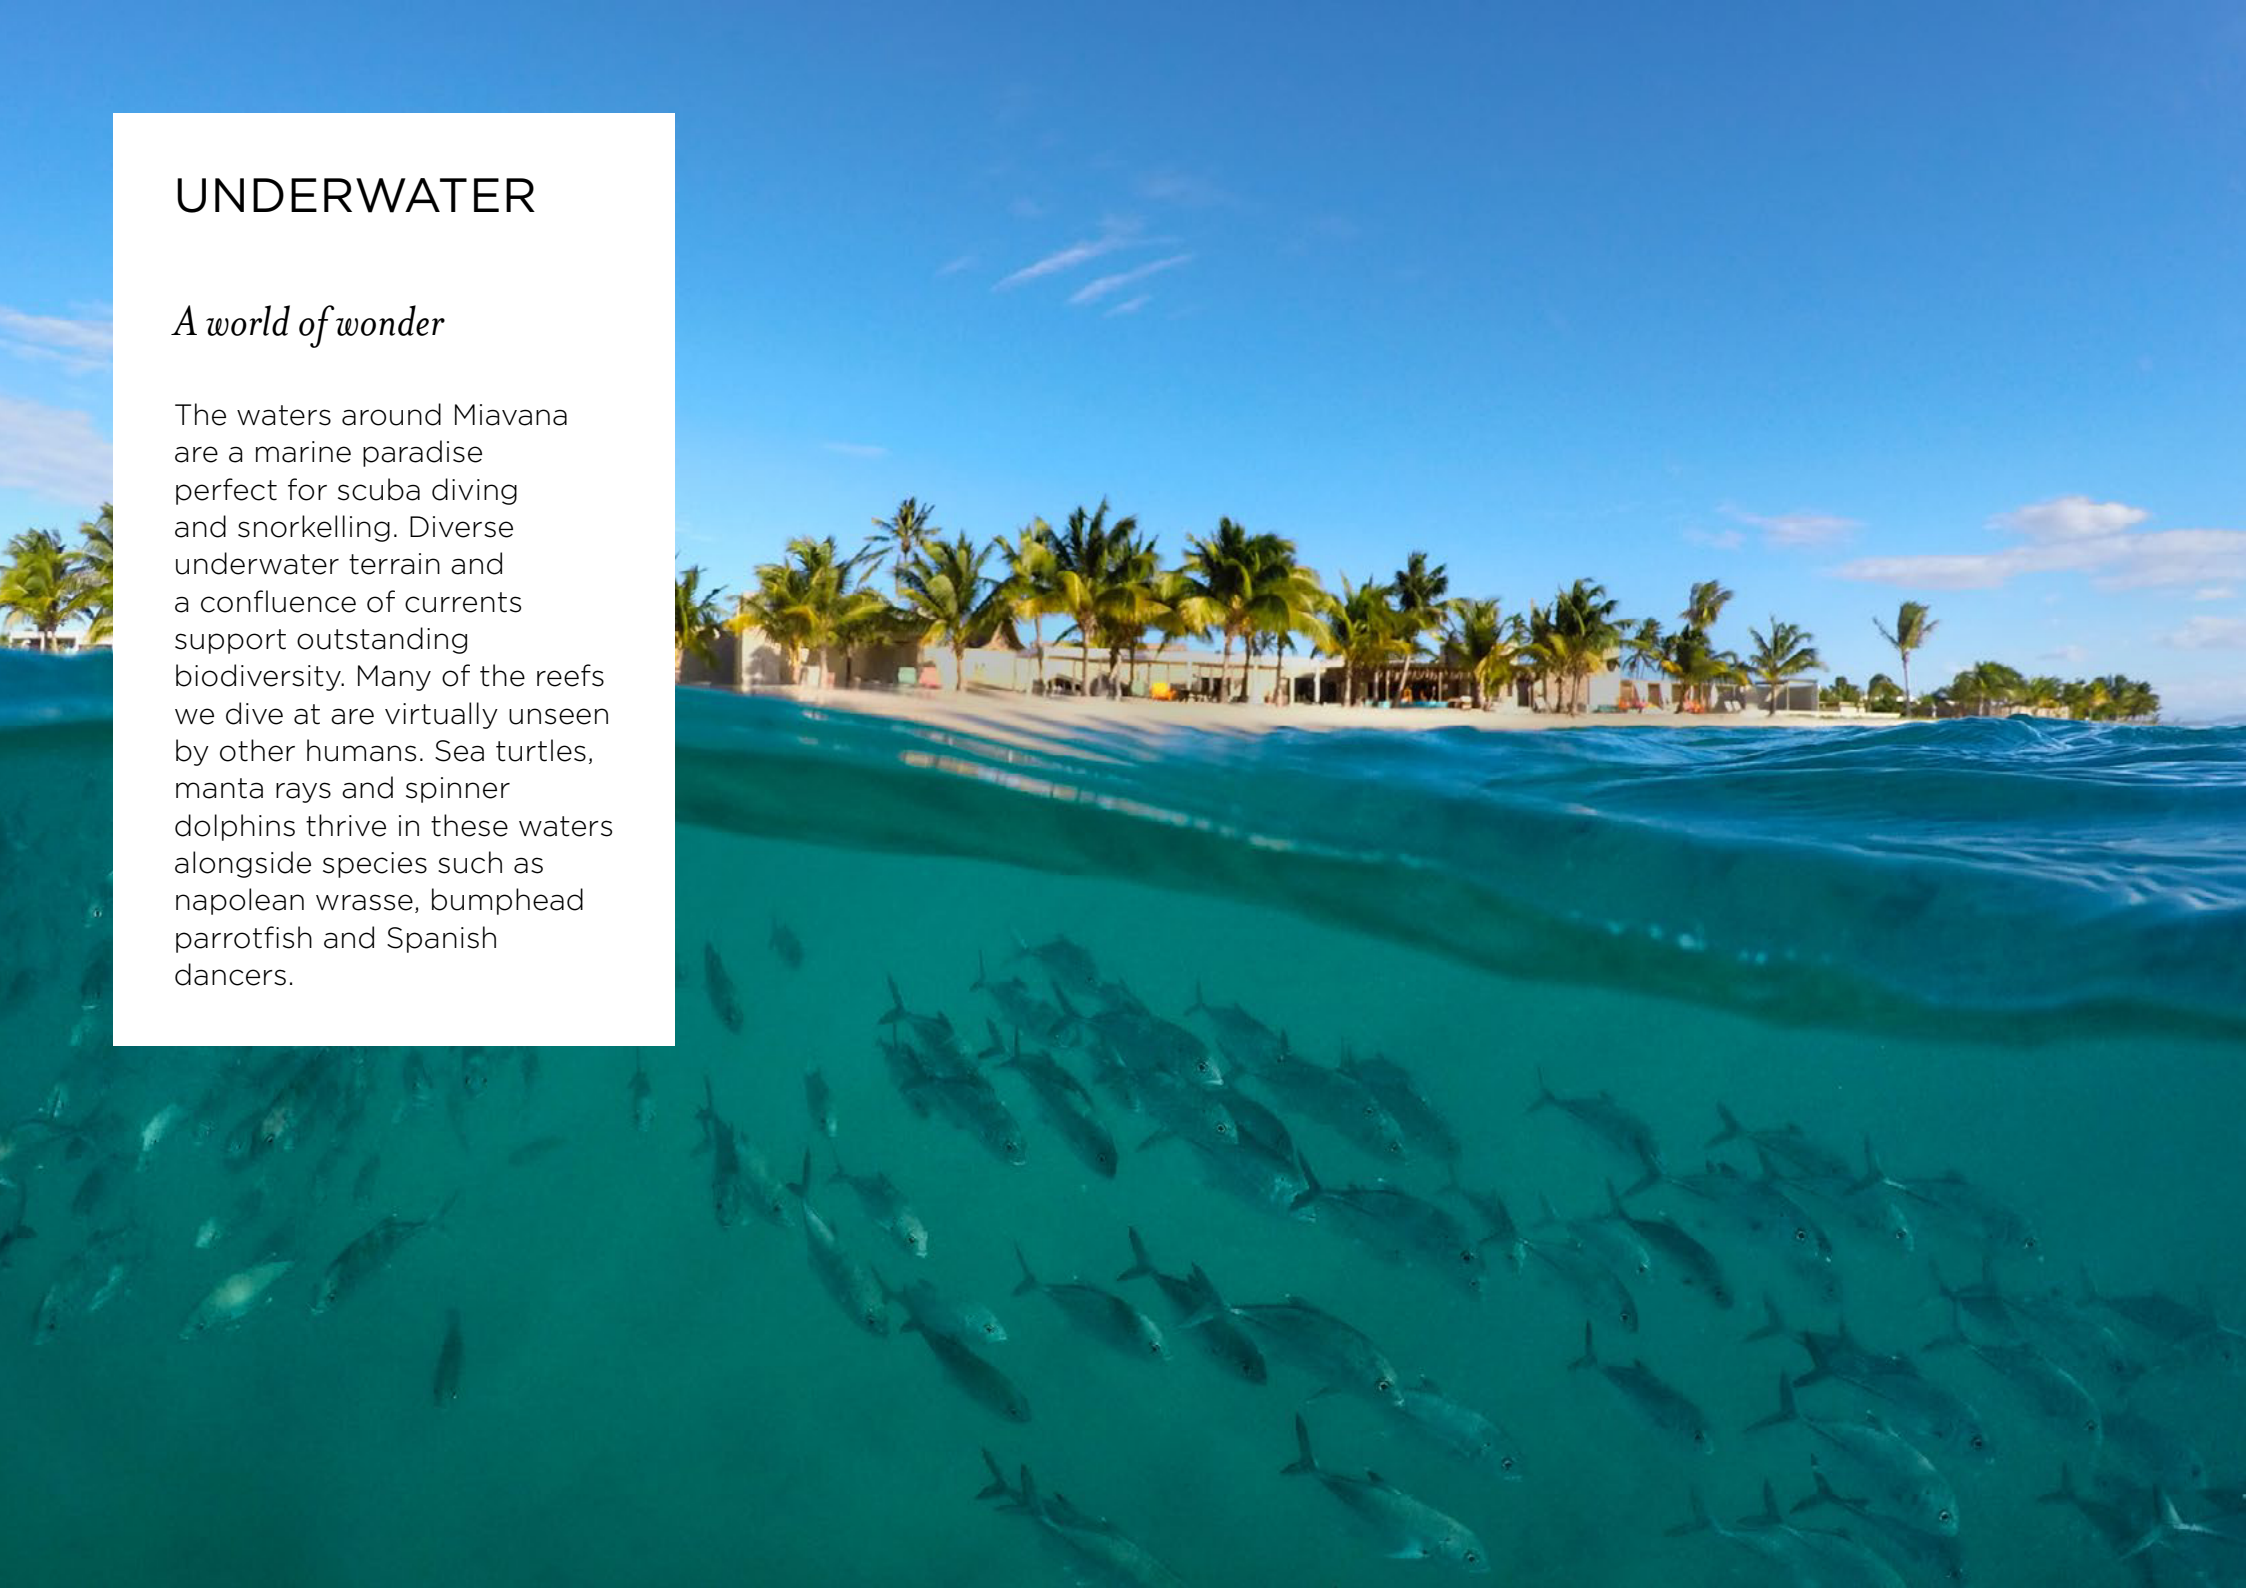 UNDERWATER
A world of wonder
The waters around Miavana
are a marine paradise
perfect for scuba diving
and snorkelling. Diverse
underwater terrain and
a confluence of currents
support outstanding
biodiversity. Many of the reefs
we dive at are virtually unseen
by other humans. Sea turtles,
manta rays and spinner
dolphins thrive in these waters
alongside species such as
napolean wrasse, bumphead
parrotfish and Spanish
dancers.